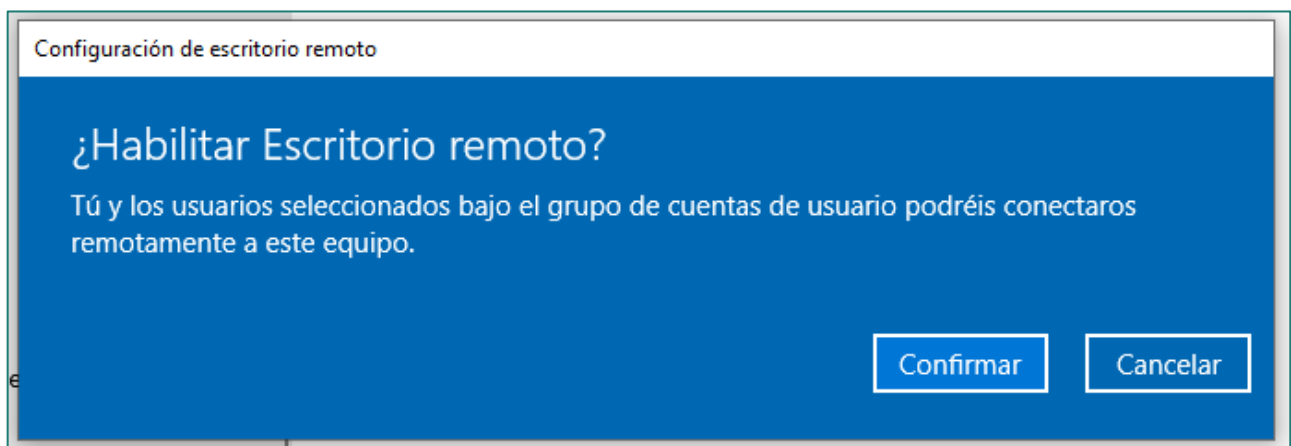 Configuración de escritorio remoto
¿Habilitar Escritorio remoto?
Tú y los usuarios seleccionados bajo el grupo de cuentas de usuario podréis conectaros
remotamente a este equipo.
Confirmar Cancelar